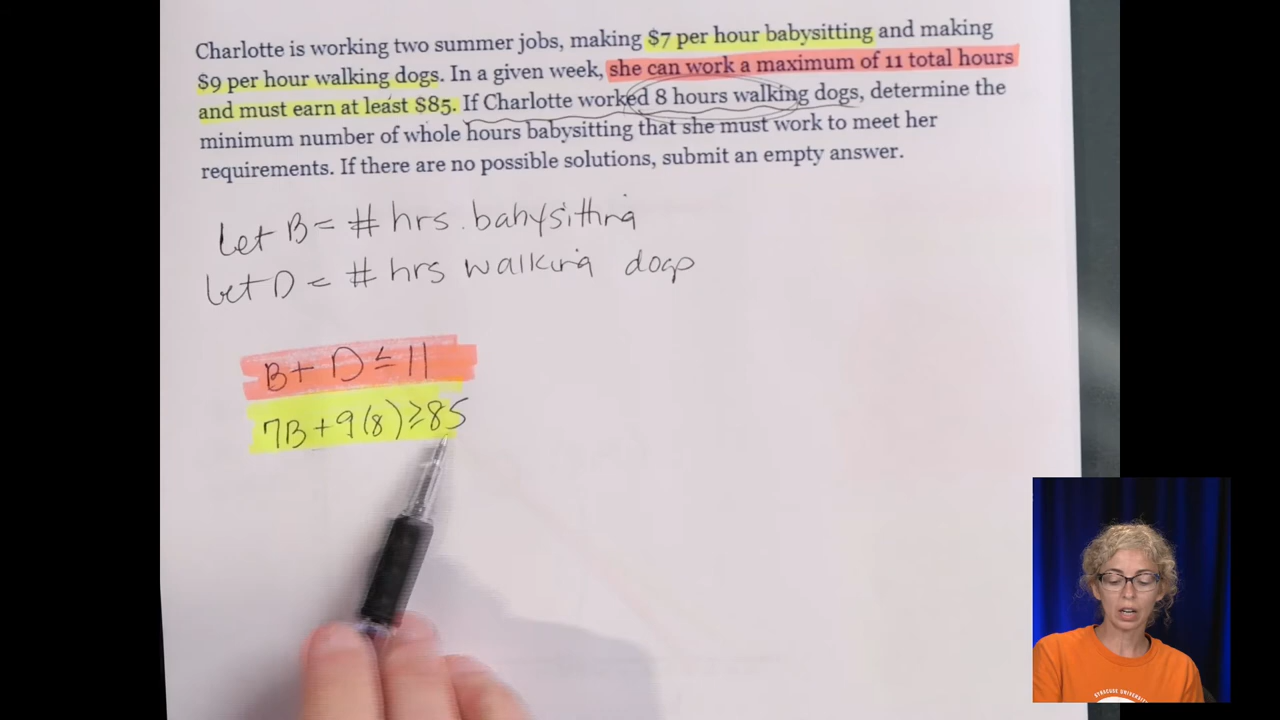 Charlotte is working two summer jobs, making $7 per hour babysitting and making
$9 per hour walking dogs. In a given week, she can work a maximum of 11 total hours
and must earn at least $85. If Charlotte worked 8 hours walking dogs, determine the
minimum number of whole hours babysitting that she must work to meet her
requirements. If there are no possible solutions, submit an empty answer.
Let B = # hrs. babysitting
Let D = # hrs walking dogs
B + D ≤ 11
7B + 9(8) ≥ 85
SYRACUSE UNIVERSITY